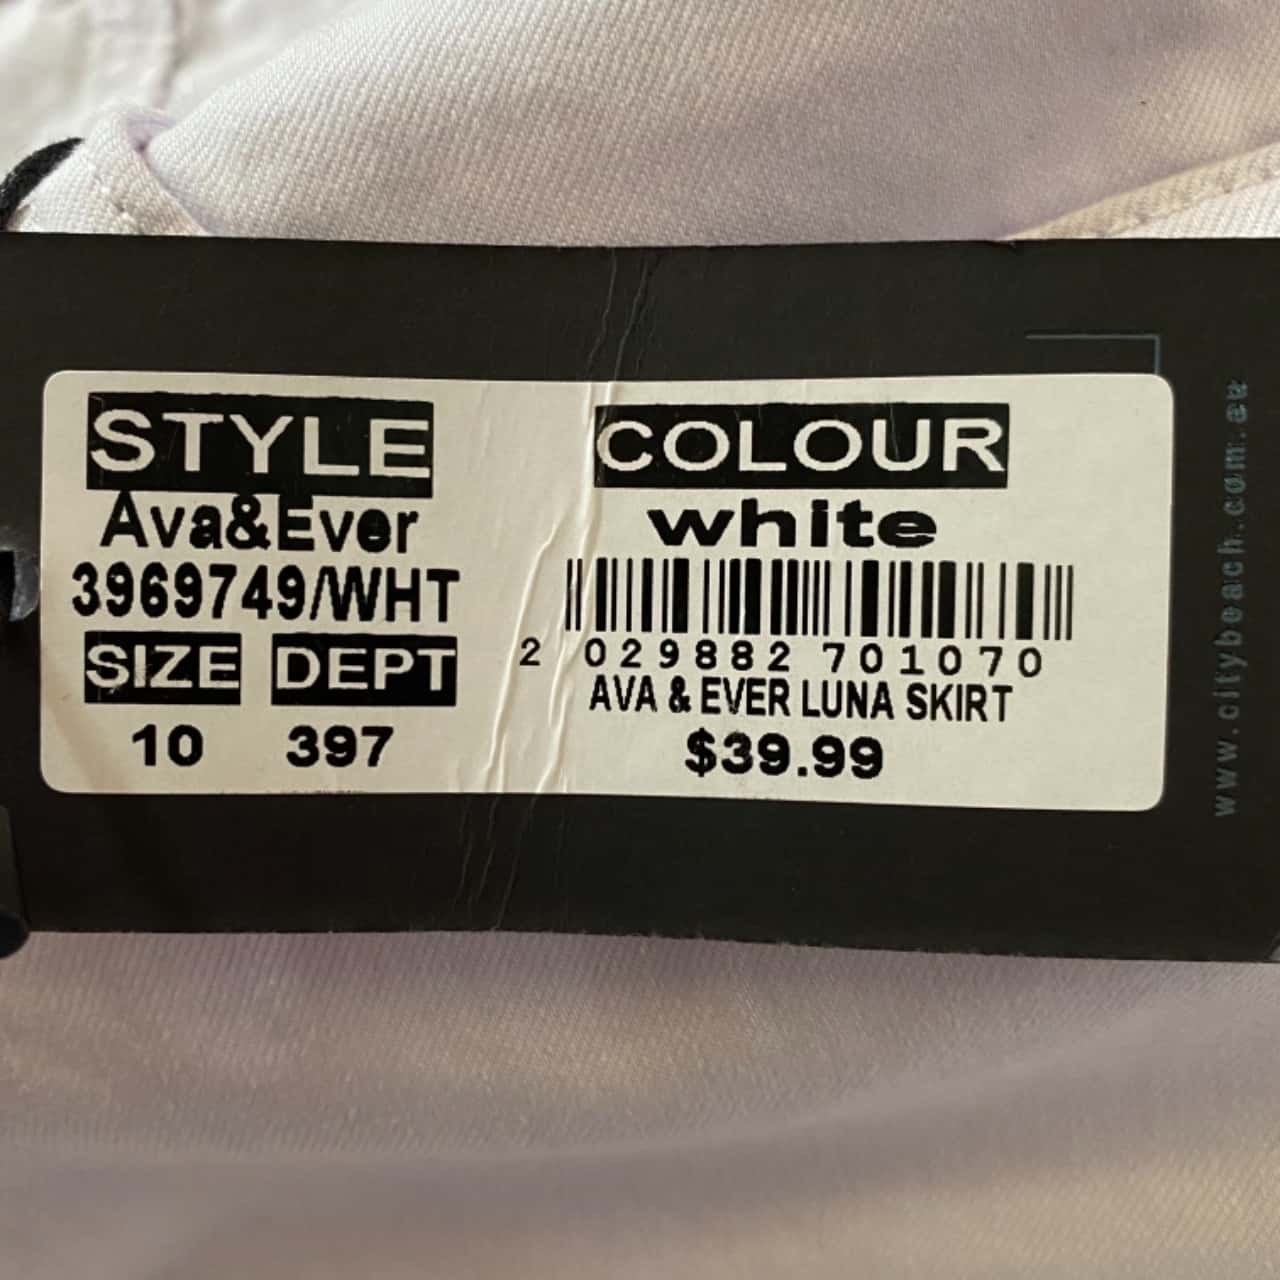 STYLE
Ava&Ever
3969749/WHT
SIZE DEPT
10 397
COLOUR
white
2 029882 701070
AVA & EVER LUNA SKIRT
$39.99
www.citybeach.com.au